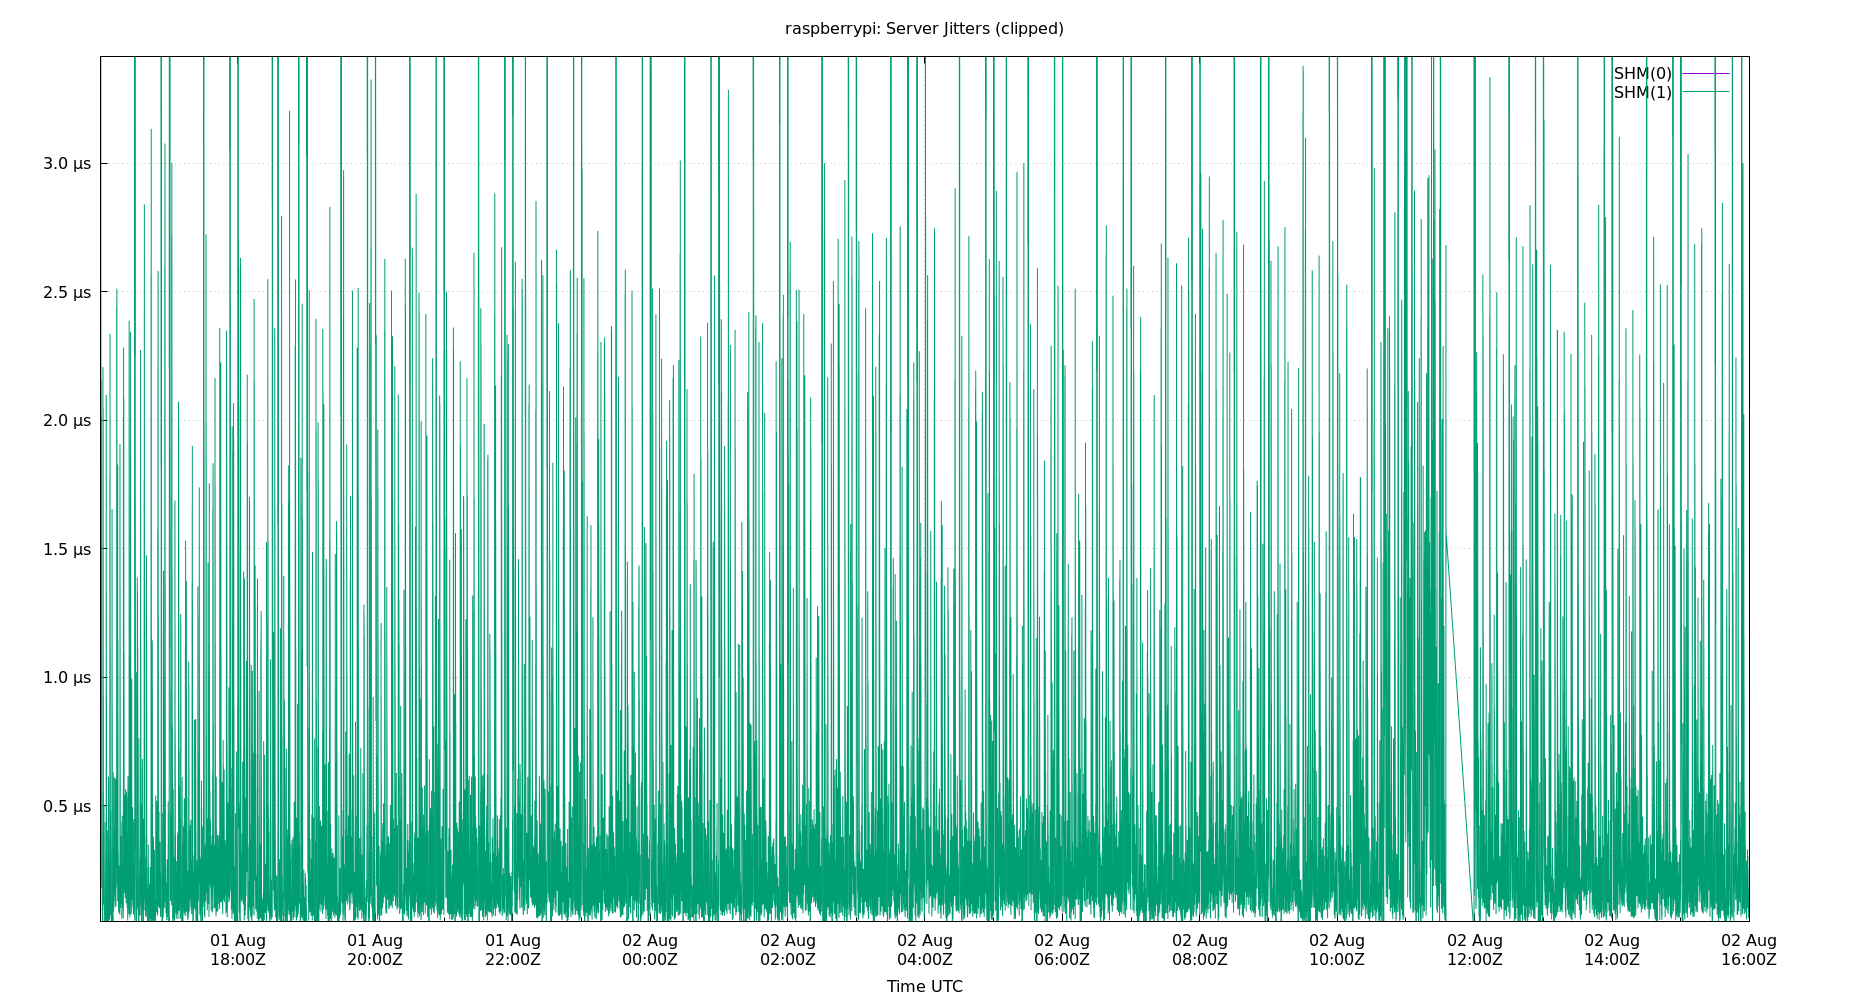 raspberrypi: Server Jitters (clipped)
SHM(0)
SHM(1)
3.0 µs
2.5 µs
2.0 µs
1.5 µs
1.0 µs
0.5 µs
01 Aug 01 Aug 01 Aug 02 Aug 02 Aug 02 Aug 02 Aug 02 Aug 02 Aug 02 Aug 02 Aug 02 Aug
18:00Z 20:00Z 22:00Z 00:00Z 02:00Z 04:00Z 06:00Z 08:00Z 10:00Z 12:00Z 14:00Z 16:00Z
Time UTC